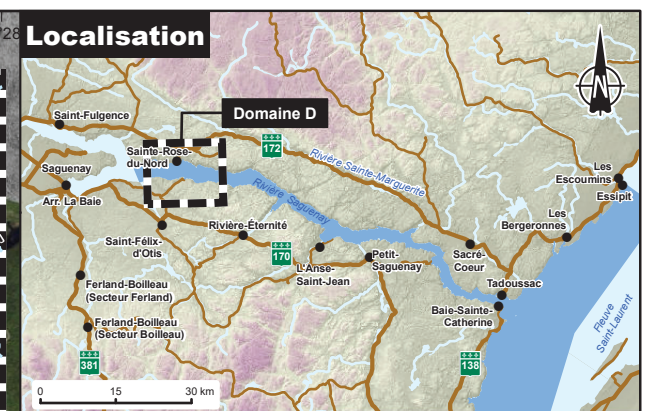 28
Localisation
N
Saint-Fulgence
Domaine D
Sainte-Rose-
du-Nord
172
Rivière Sainte-Marguerite
Saguenay
Arr. La Baie
Rivière Saguenay
Les
Escoumins
Essipit
Les
Bergeronnes
Saint-Félix-
d'Otis
Rivière-Éternité
170
L'Anse-
Saint-Jean
Petit-
Saguenay
Sacré-
Coeur
Tadoussac
Ferland-Boilleau
(Secteur Ferland)
Baie-Sainte-
Catherine
Fleuve
Saint-Laurent
Ferland-Boilleau
(Secteur Boilleau)
381
138
0 15 30 km